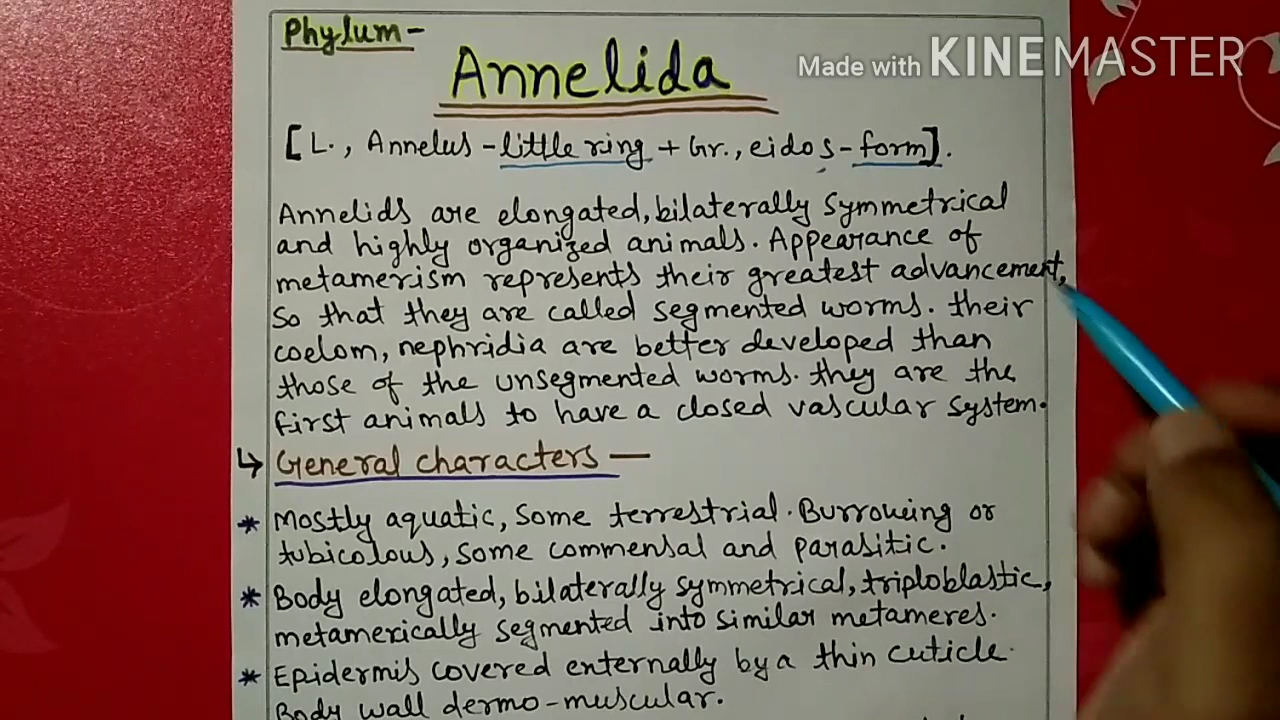 Phylum-
Made with KINEMASTER
Annelida
[L., Annelus - little ring + Gr., eidos - form].
Annelids are elongated, bilaterally symmetrical
and highly organized animals. Appearance of
metamerism represents their greatest advancement,
so that they are called segmented worms. their
coelom, nephridia are better developed than
those of the unsegmented worms. they are the
first animals to have a closed vascular system.
↳ General characters —
* Mostly aquatic, some terrestrial. Burrowing or
tubicolous, some commensal and parasitic.
* Body elongated, bilaterally symmetrical, triploblastic,
metamerically segmented into similar metameres.
* Epidermis covered enternally by a thin cuticle.
Body wall dermo-muscular.